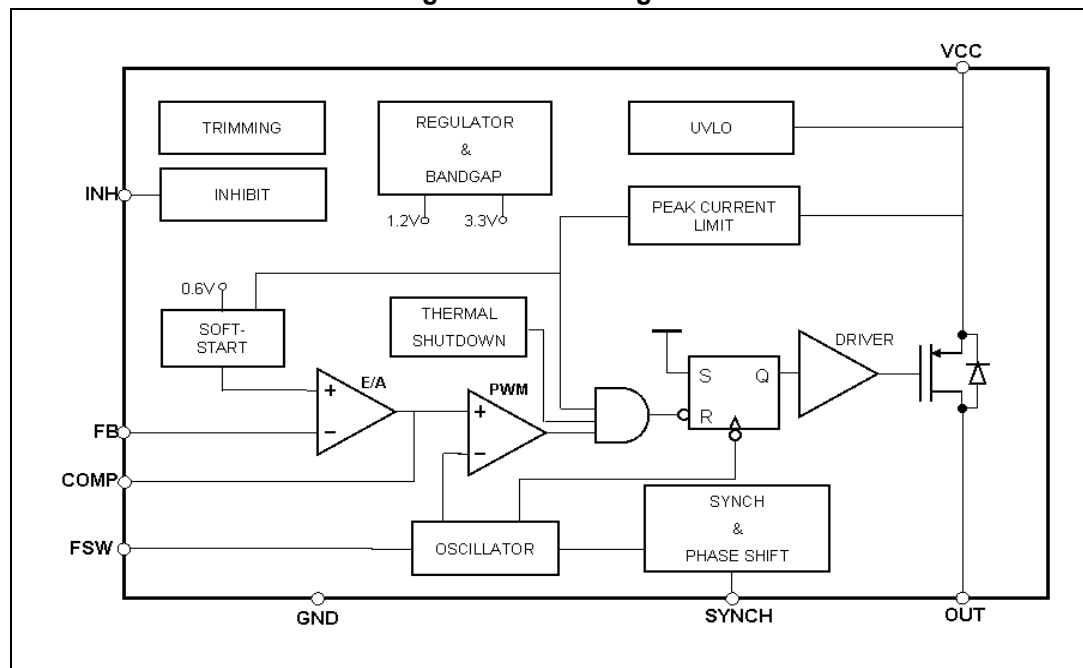 VCC
TRIMMING
REGULATOR
&
BANDGAP
UVLO
INH
INHIBIT
1.2V
3.3V
PEAK CURRENT
LIMIT
0.6V
SOFT-
START
THERMAL
SHUTDOWN
DRIVER
E/A
+
−
PWM
+
−
S
Q
R
FB
COMP
FSW
OSCILLATOR
SYNCH
&
PHASE SHIFT
GND
SYNCH
OUT